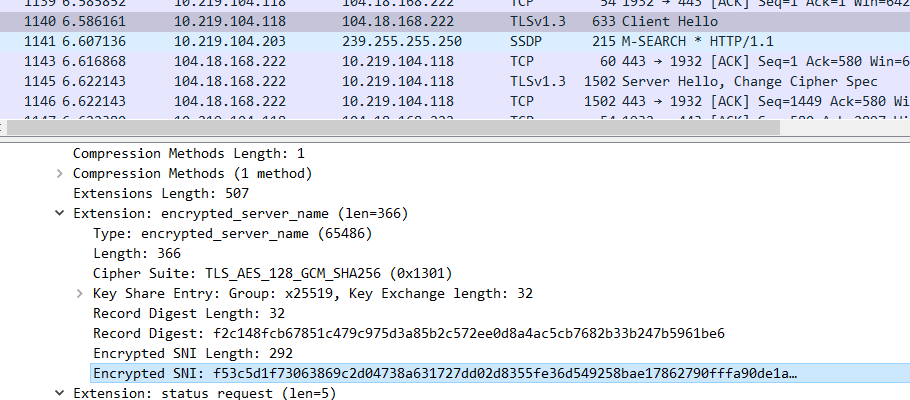 1139 6.585852 10.219.104.118 104.18.168.222 TCP 54 1932 → 443 [ACK] Seq=1 Ack=1 Win=642
1140 6.586161 10.219.104.118 104.18.168.222 TLSv1.3 633 Client Hello
1141 6.607136 10.219.104.203 239.255.255.250 SSDP 215 M-SEARCH * HTTP/1.1
1143 6.616868 104.18.168.222 10.219.104.118 TCP 60 443 → 1932 [ACK] Seq=1 Ack=580 Win=6
1145 6.622143 104.18.168.222 10.219.104.118 TLSv1.3 1502 Server Hello, Change Cipher Spec
1146 6.622143 104.18.168.222 10.219.104.118 TCP 1502 443 → 1932 [ACK] Seq=1449 Ack=580 Wi
Compression Methods Length: 1
Compression Methods (1 method)
Extensions Length: 507
Extension: encrypted_server_name (len=366)
Type: encrypted_server_name (65486)
Length: 366
Cipher Suite: TLS_AES_128_GCM_SHA256 (0x1301)
Key Share Entry: Group: x25519, Key Exchange length: 32
Record Digest Length: 32
Record Digest: f2c148fcb67851c479c975d3a85b2c572ee0d8a4ac5cb7682b33b247b5961be6
Encrypted SNI Length: 292
Encrypted SNI: f53c5d1f73063869c2d04738a631727dd02d8355fe36d549258bae17862790fffa90de1a…
Extension: status request (len=5)